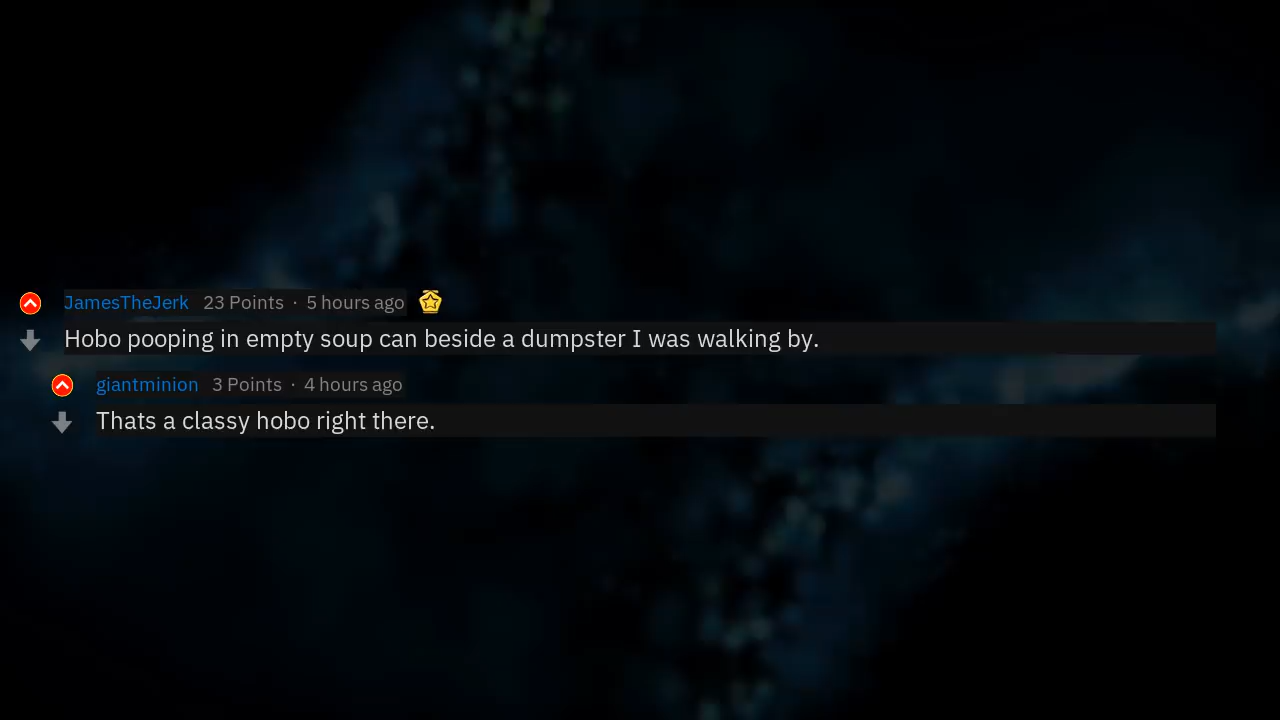 JamesTheJerk 23 Points · 5 hours ago
Hobo pooping in empty soup can beside a dumpster I was walking by.
giantminion 3 Points · 4 hours ago
Thats a classy hobo right there.